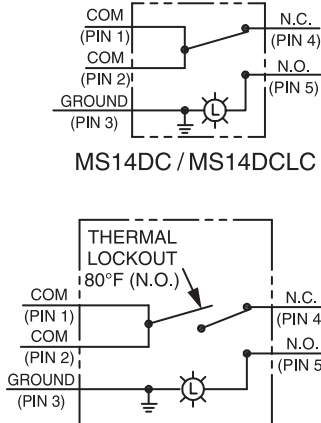 COM
(PIN 1)
N.C.
(PIN 4)
COM
(PIN 2)
N.O.
(PIN 5)
GROUND
(PIN 3)
L
MS14DC / MS14DCLC
THERMAL
LOCKOUT
80°F (N.O.)
COM
(PIN 1)
N.C.
(PIN 4
COM
(PIN 2)
N.O.
(PIN 5
GROUND
(PIN 3)
L